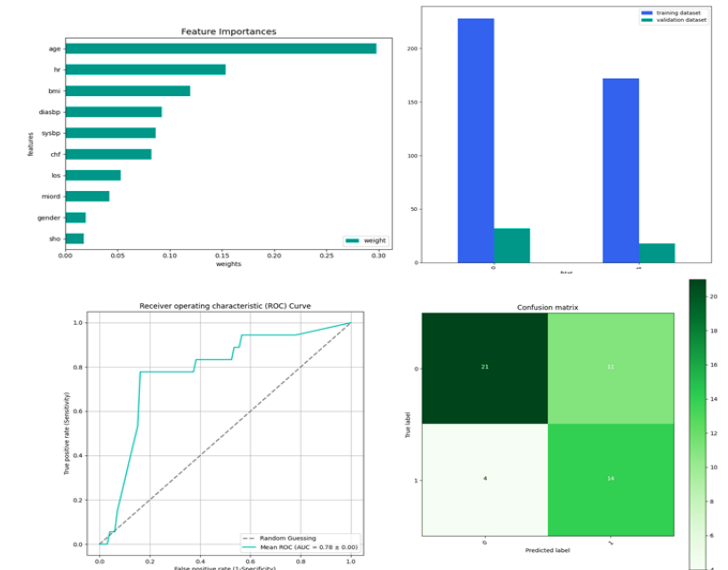 Feature Importances
age
hr
bmi
diasbp
sysbp
chf
los
miord
gender
sho
features
0.00 0.05 0.10 0.15 0.20 0.25 0.30
weights
weight
training dataset
validation dataset
200
150
100
50
0
0 1
Receiver operating characteristic (ROC) Curve
1.0
0.8
0.6
0.4
0.2
0.0
True positive rate (Sensitivity)
0.0 0.2 0.4 0.6 0.8 1.0
False positive rate (1-Specificity)
Random Guessing
Mean ROC (AUC = 0.78 ± 0.00)
Confusion matrix
True label
0
21 11
1
4 14
0 1
Predicted label
20
18
16
14
12
10
8
6
4